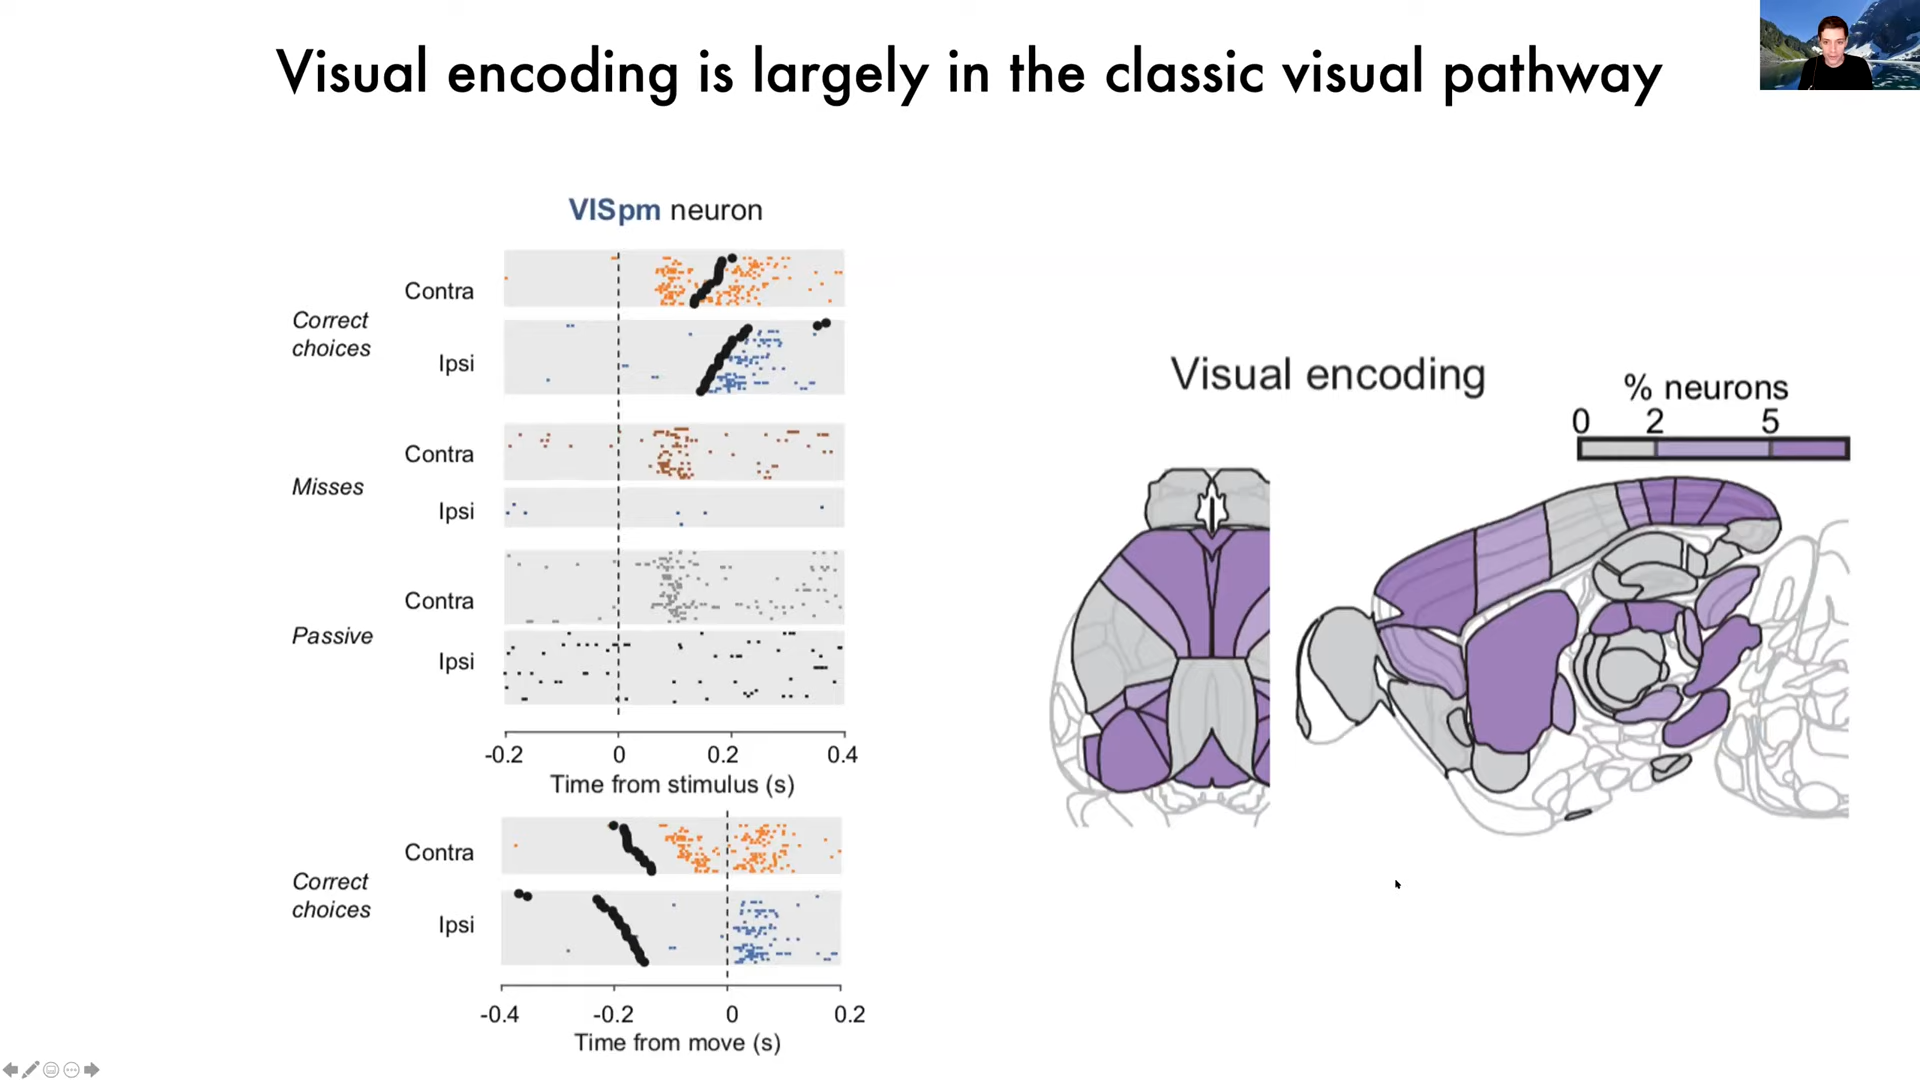 Visual encoding is largely in the classic visual pathway
VISpm neuron
Correct
choices
Contra
Ipsi
Misses
Contra
Ipsi
Passive
Contra
Ipsi
-0.2 0 0.2 0.4
Time from stimulus (s)
Correct
choices
Contra
Ipsi
-0.4 -0.2 0 0.2
Time from move (s)
Visual encoding
% neurons
0 2 5